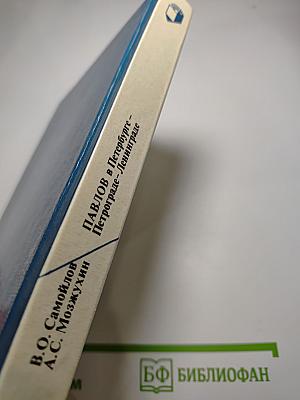 В.О. Самойлов
А.С. Мозжухин
ПАВЛОВ в Петербурге–
Петрограде–Ленинграде
БФ БИБЛИОФАН